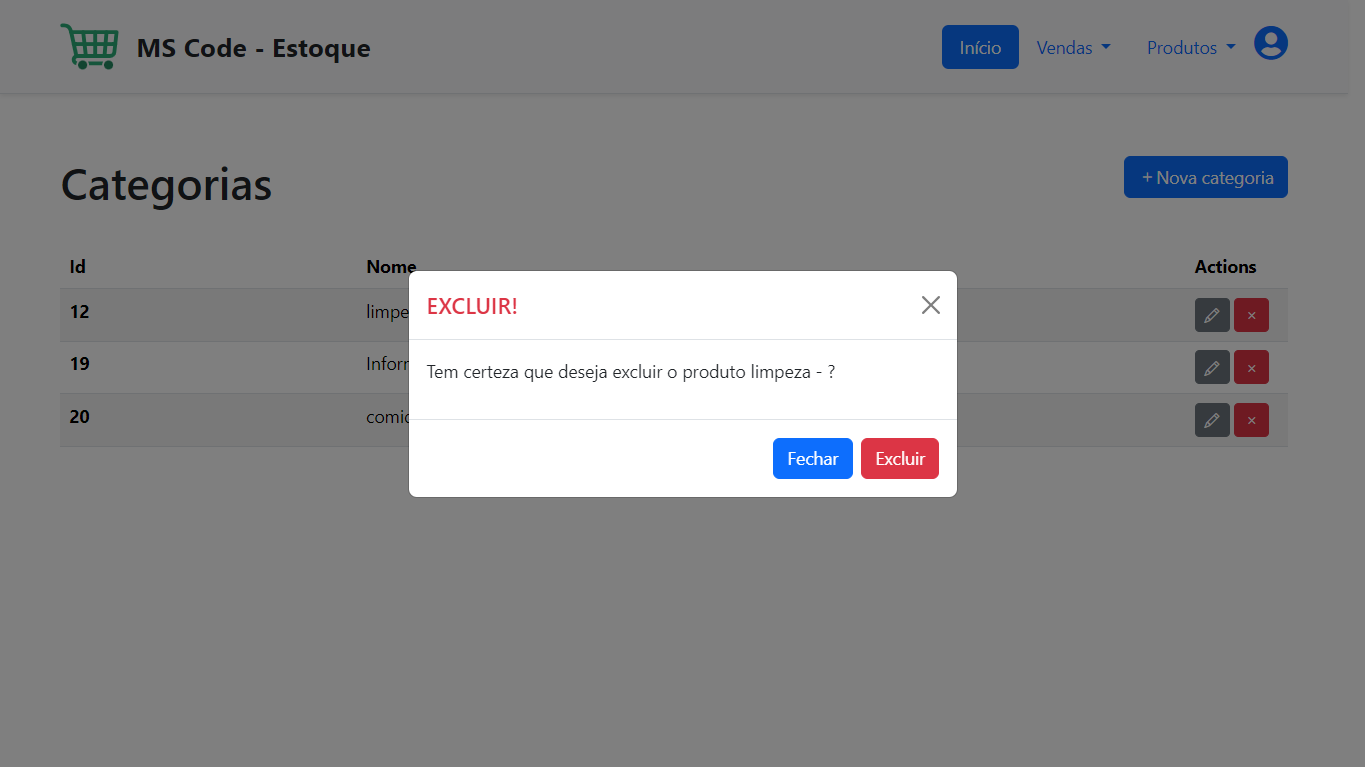 MS Code - Estoque
Início Vendas Produtos
Categorias
+ Nova categoria
Id Nome Actions
12 limpe
19 Inform
20 comic
EXCLUIR!
Tem certeza que deseja excluir o produto limpeza - ?
Fechar Excluir